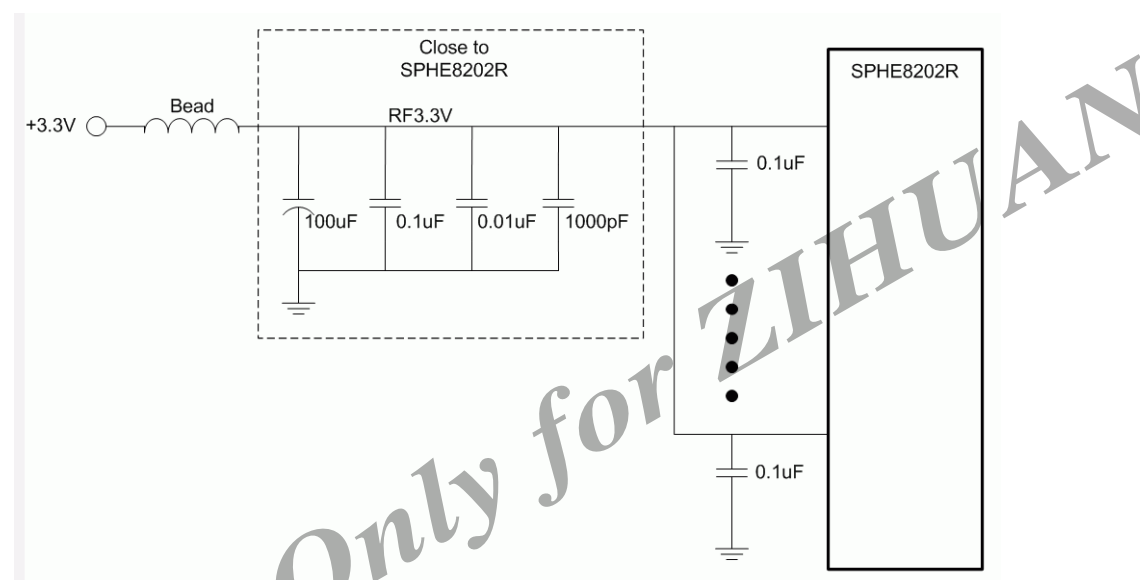 Close to
SPHE8202R
SPHE8202R
Bead
+3.3V
RF3.3V
0.1uF
100uF
0.1uF
0.01uF
1000pF
0.1uF
Only for ZIHUAN